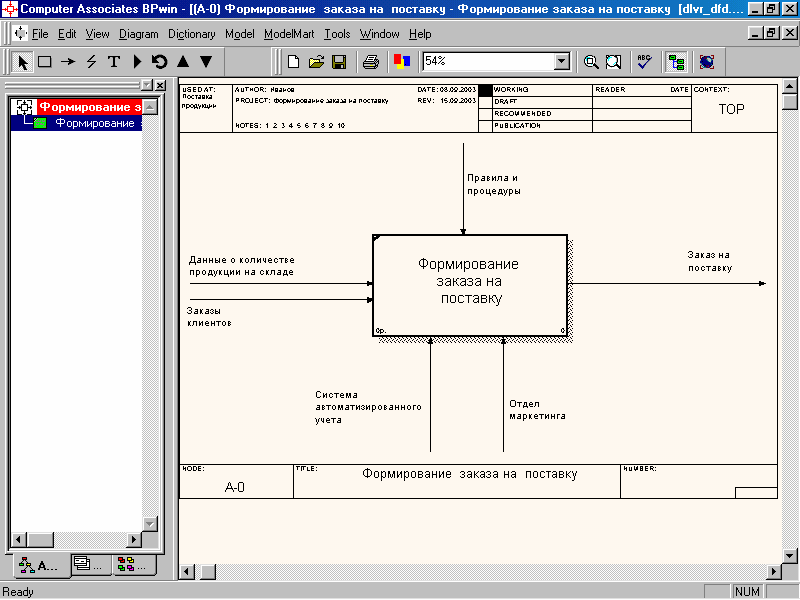 Computer Associates BPwin - [(A-0) Формирование заказа на поставку - Формирование заказа на поставку [dlvr_dfd....
File Edit View Diagram Dictionary Model ModelMart Tools Window Help
54%
ABC
Формирование з
Формирование
A...
...
...
USED AT:
Поставка
продукции
AUTHOR: Иванов
DATE: 08.09.2003
PROJECT: Формирование заказа на поставку
REV: 15.09.2003
NOTES: 1 2 3 4 5 6 7 8 9 10
WORKING
DRAFT
RECOMMENDED
PUBLICATION
READER
DATE
CONTEXT:
TOP
Правила и
процедуры
Данные о количестве
продукции на складе
Формирование
заказа на
поставку
0р.
0
Заказ на
поставку
Заказы
клиентов
Система
автоматизированного
учета
Отдел
маркетинга
NODE:
A-0
TITLE:
Формирование заказа на поставку
NUMBER:
Ready
NUM